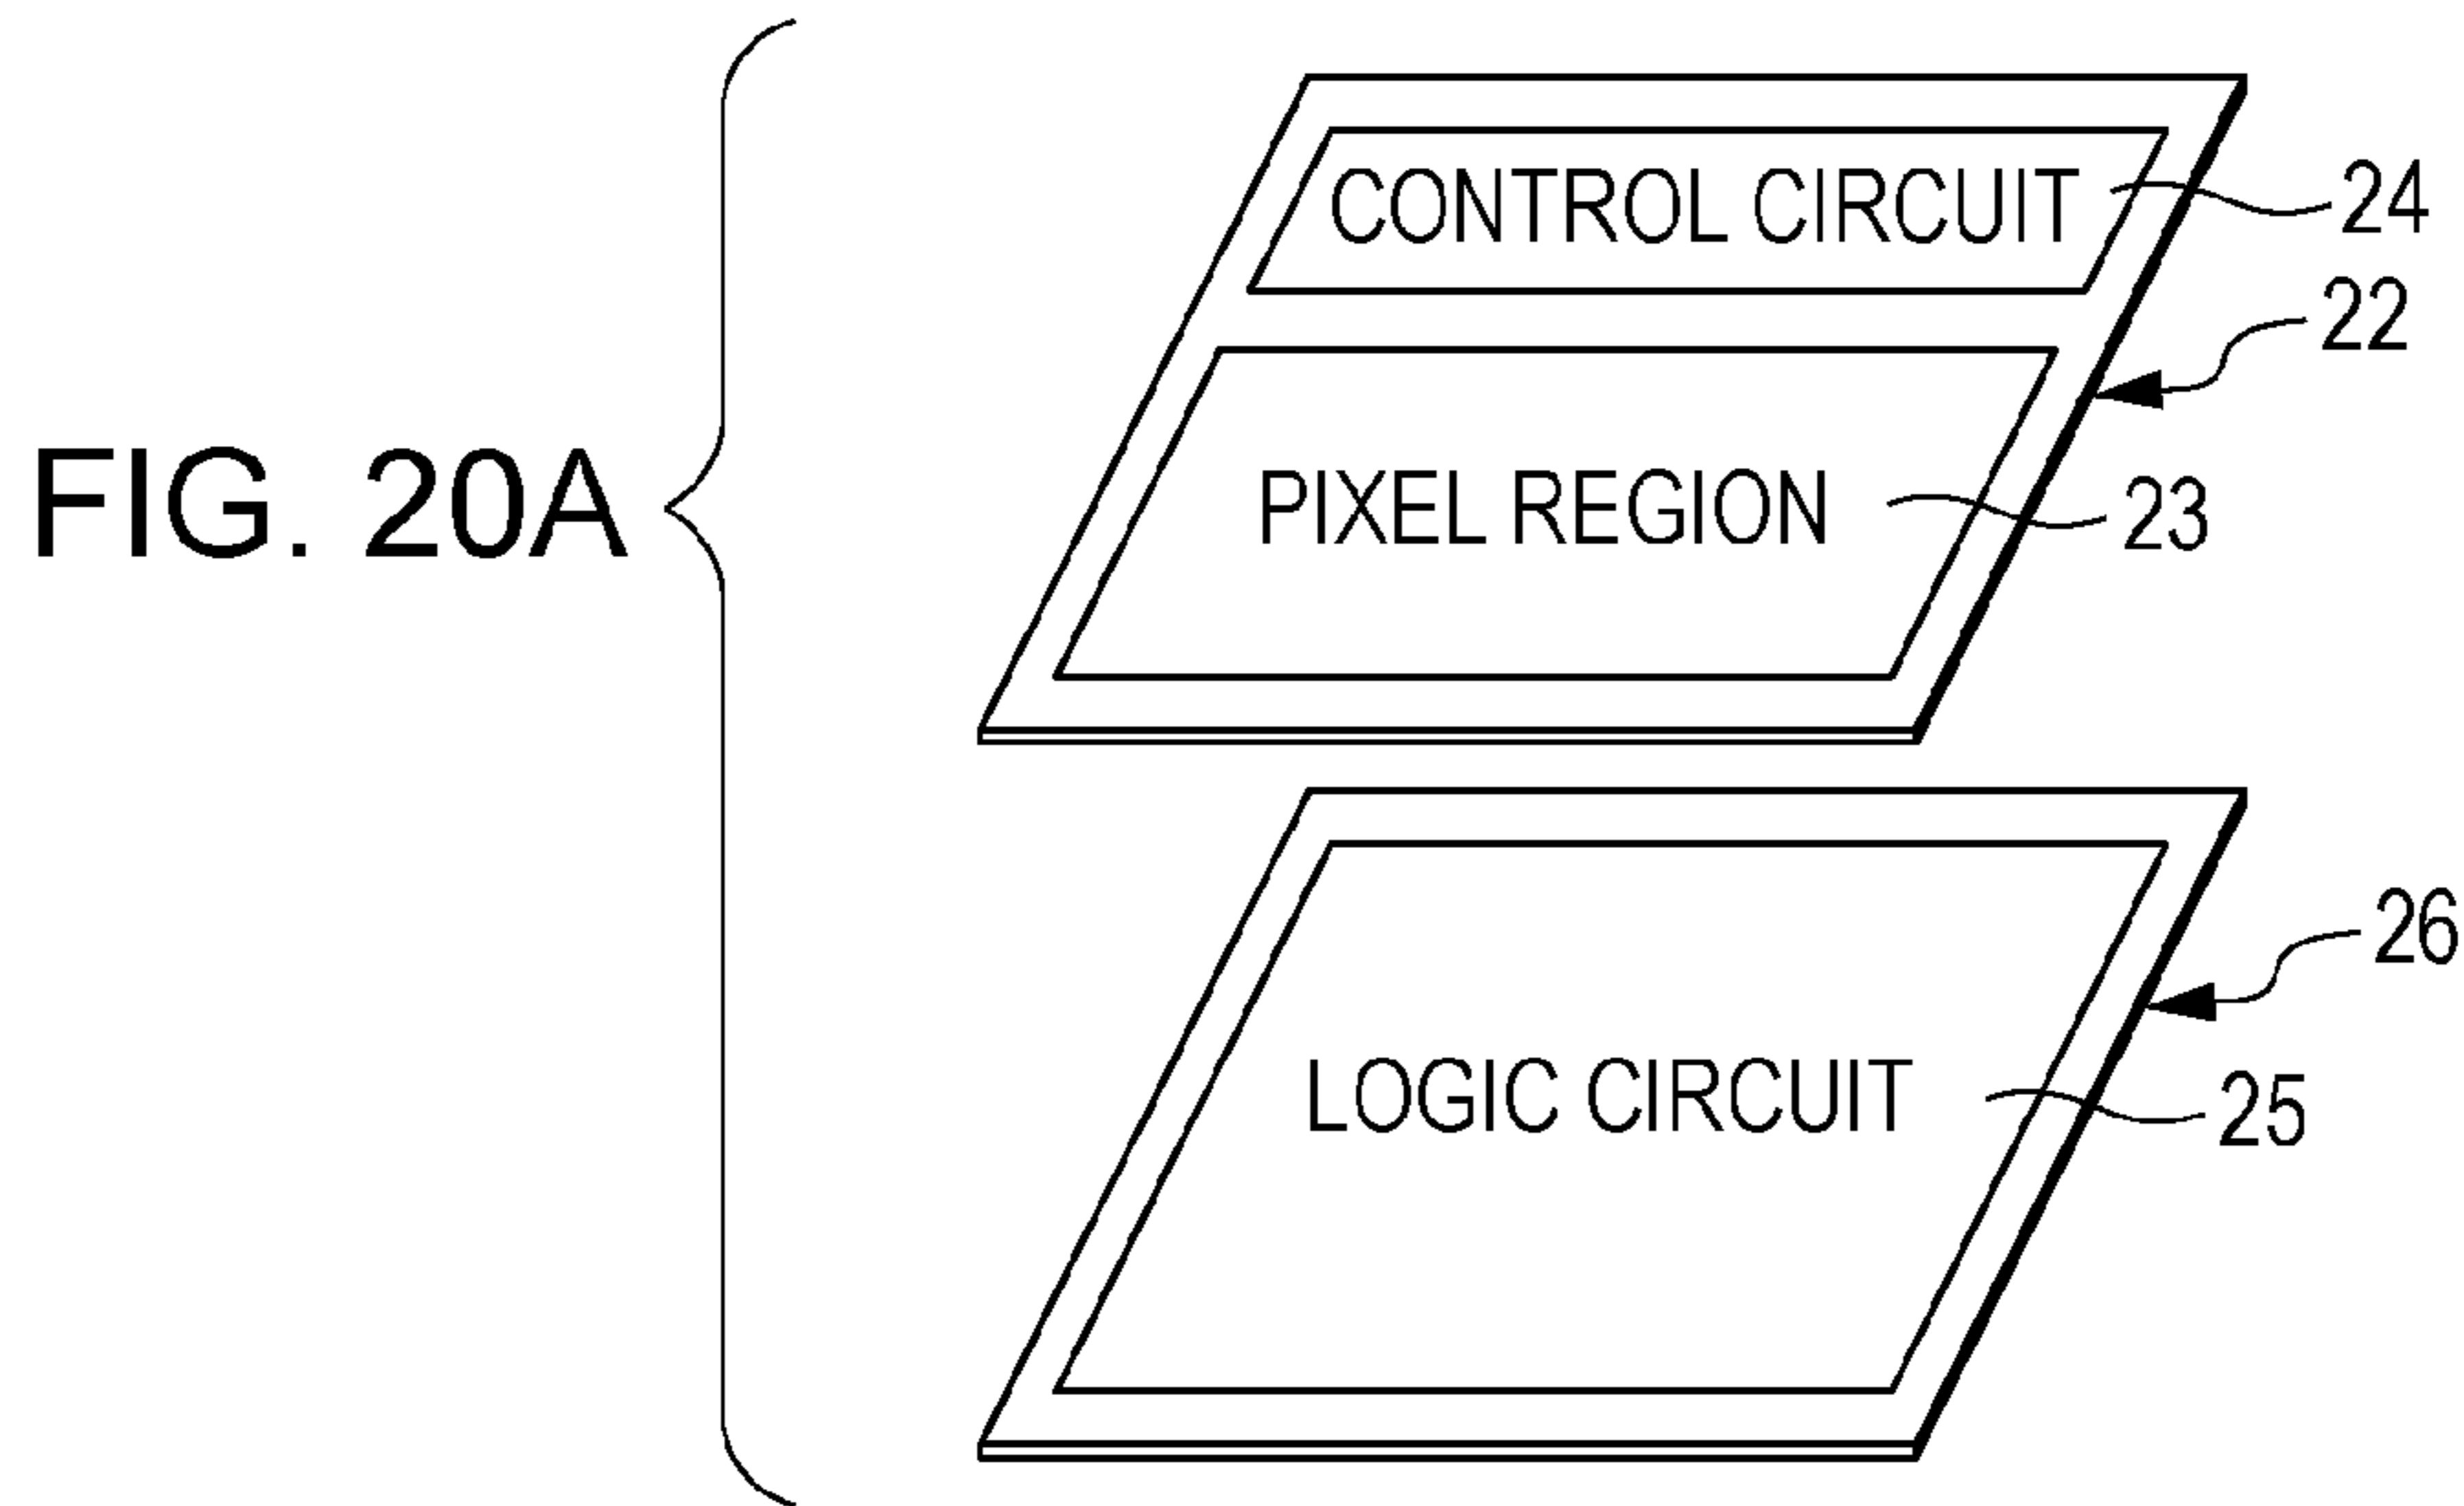 CONTROL CIRCUIT
24
22
FIG. 20A
PIXEL REGION
23
26
LOGIC CIRCUIT
25